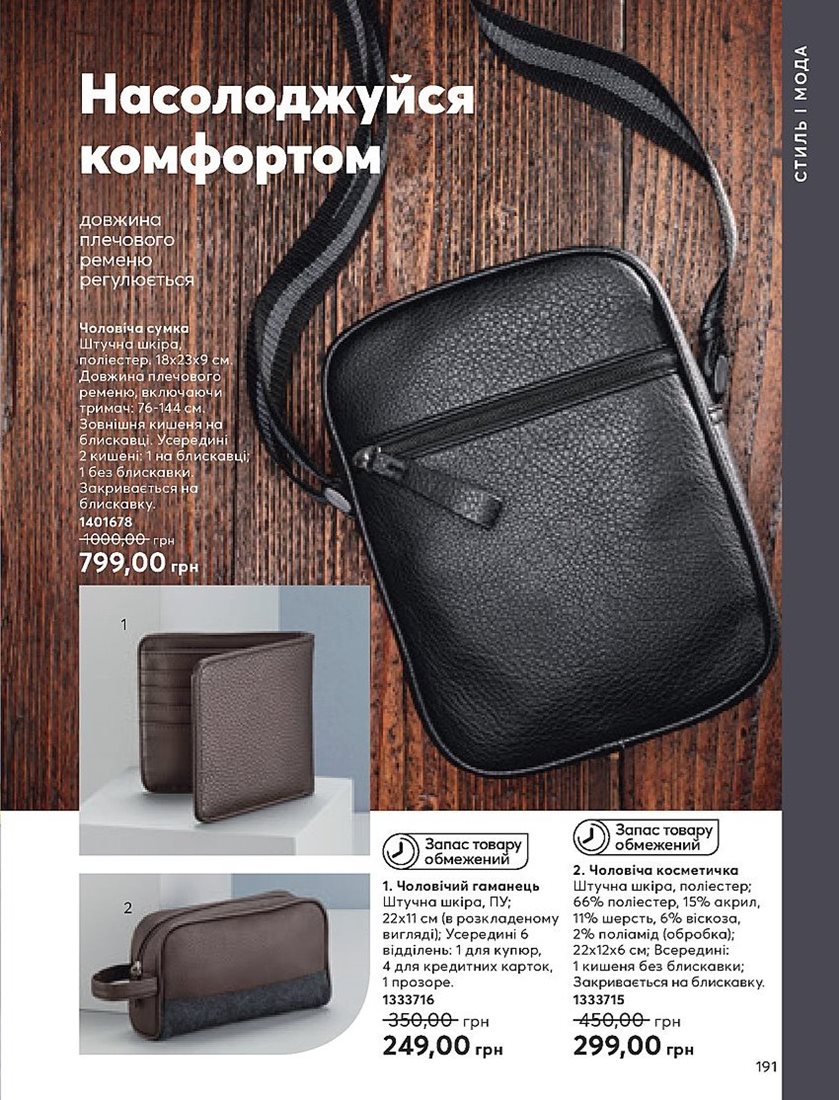 СТИЛЬ | МОДА
Насолоджуйся
комфортом
довжина
плечового
ременю
регулюється
Чоловіча сумка
Штучна шкіра,
поліестер. 18х23х9 см.
Довжина плечового
ременю, включаючи
тримач: 76-144 см.
Зовнішня кишеня на
блискавці. Усередині
2 кишені: 1 на блискавці;
1 без блискавки.
Закривається на
блискавку.
1401678
1000,00 грн
799,00 грн
1
2
Запас товару
обмежений
1. Чоловічий гаманець
Штучна шкіра, ПУ;
22х11 см (в розкладеному
вигляді); Усередині 6
відділень: 1 для купюр,
4 для кредитних карток,
1 прозоре.
1333716
350,00 грн
249,00 грн
Запас товару
обмежений
2. Чоловіча косметичка
Штучна шкіра, поліестер;
66% поліестер, 15% акрил,
11% шерсть, 6% віскоза,
2% поліамід (обробка);
22х12х6 см; Всередині:
1 кишеня без блискавки;
Закривається на блискавку.
1333715
450,00 грн
299,00 грн
191